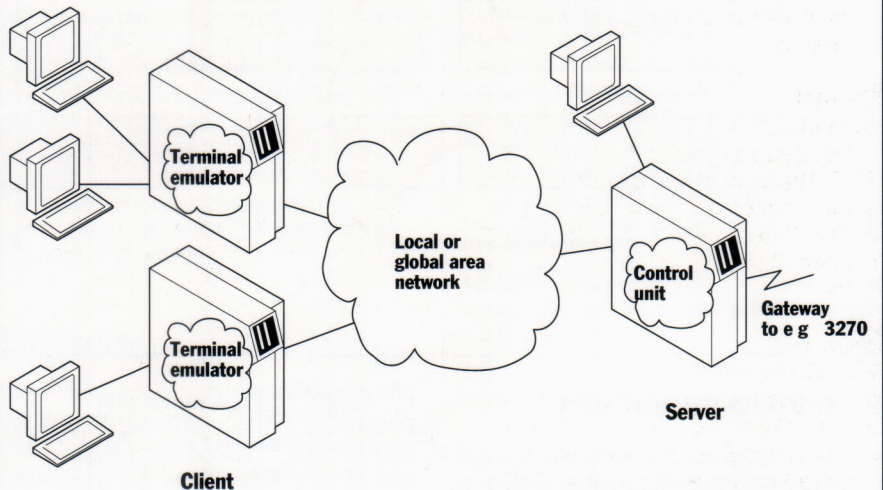 Terminal
emulator
Local or
global area
network
Control
unit
Gateway
to e g 3270
Terminal
emulator
Server
Client